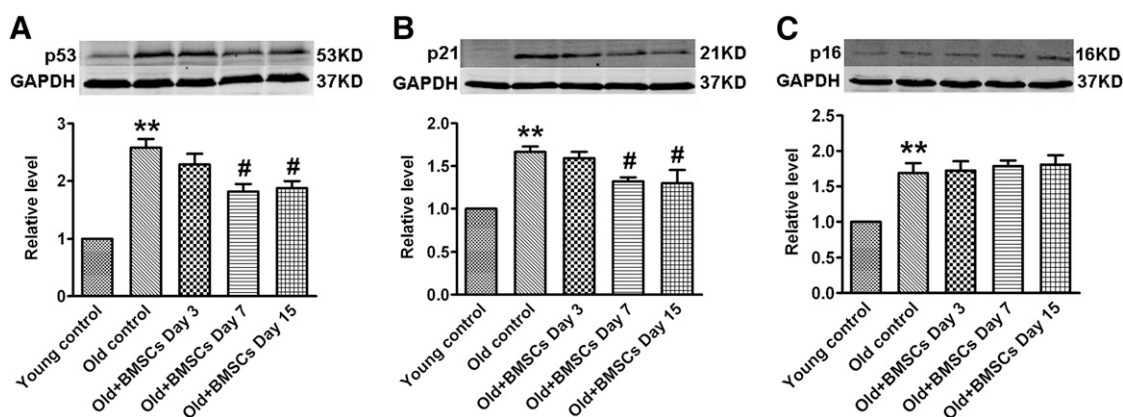 A
p53 53KD
GAPDH 37KD
3
**
2
#
#
1
0
Relative level
Young control
Old control
Old+BMSCs Day 3
Old+BMSCs Day 7
Old+BMSCs Day 15
B
p21 21KD
GAPDH 37KD
2.0
**
1.5
#
#
1.0
0.5
0.0
Relative level
Young control
Old control
Old+BMSCs Day 3
Old+BMSCs Day 7
Old+BMSCs Day 15
C
p16 16KD
GAPDH 37KD
2.5
2.0
**
1.5
1.0
0.5
0.0
Relative level
Young control
Old control
Old+BMSCs Day 3
Old+BMSCs Day 7
Old+BMSCs Day 15